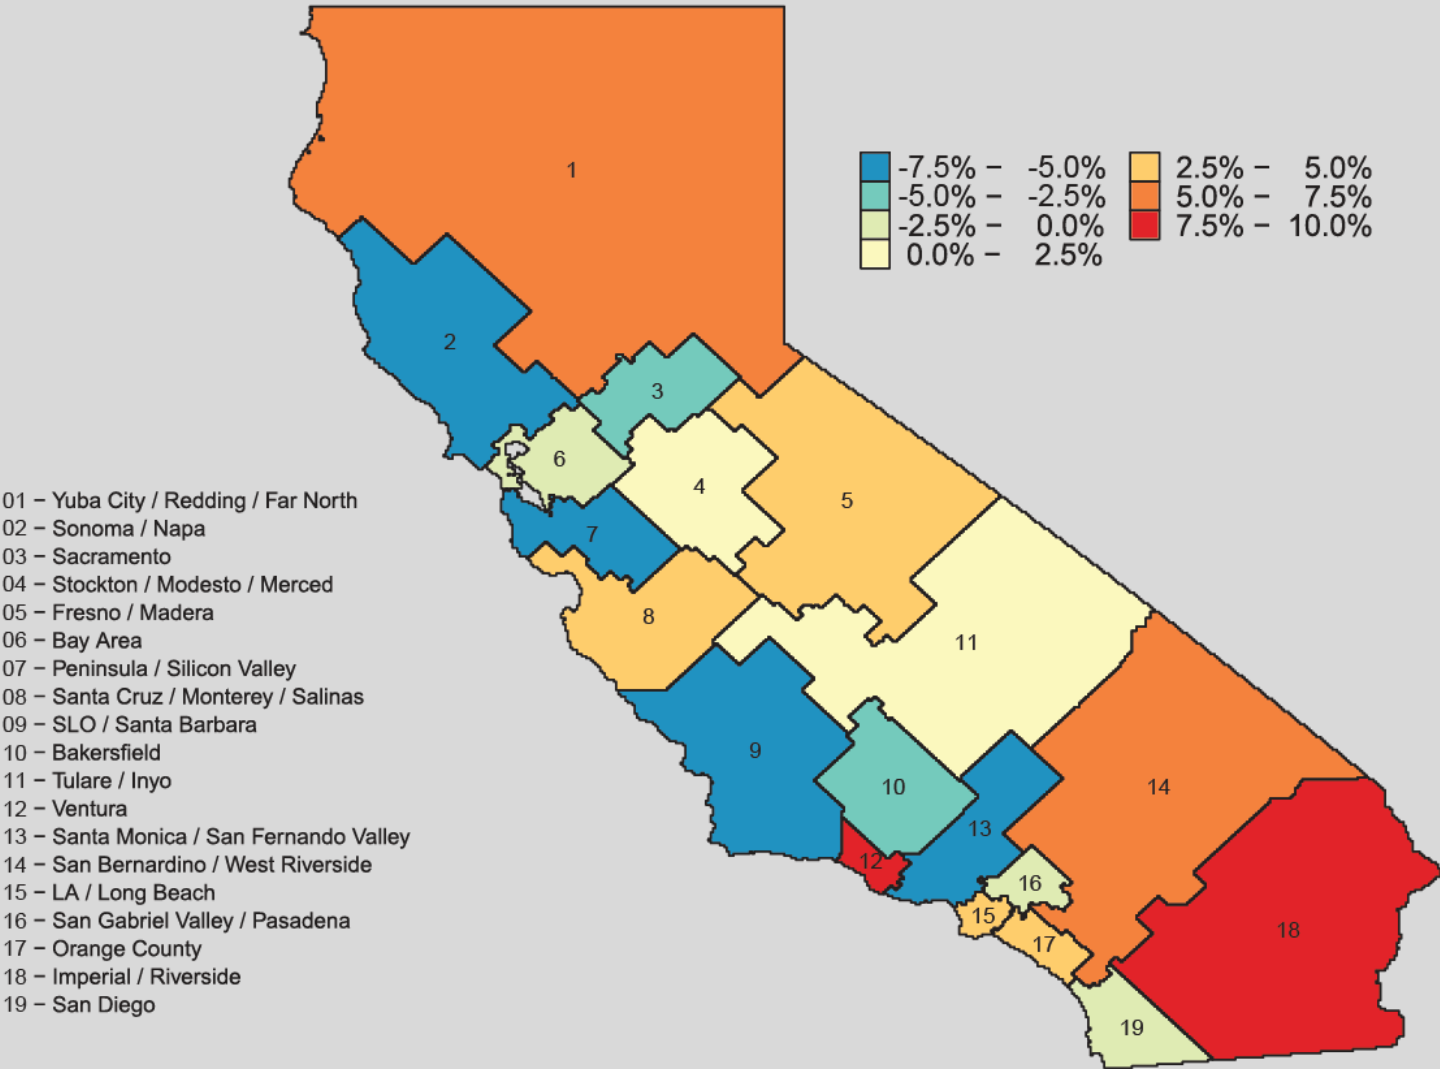 1
-7.5% – -5.0%
-5.0% – -2.5%
-2.5% – 0.0%
0.0% – 2.5%
2.5% – 5.0%
5.0% – 7.5%
7.5% – 10.0%
2
3
6
4
5
7
8
11
9
10
14
13
12
16
15
17
18
19
01 – Yuba City / Redding / Far North
02 – Sonoma / Napa
03 – Sacramento
04 – Stockton / Modesto / Merced
05 – Fresno / Madera
06 – Bay Area
07 – Peninsula / Silicon Valley
08 – Santa Cruz / Monterey / Salinas
09 – SLO / Santa Barbara
10 – Bakersfield
11 – Tulare / Inyo
12 – Ventura
13 – Santa Monica / San Fernando Valley
14 – San Bernardino / West Riverside
15 – LA / Long Beach
16 – San Gabriel Valley / Pasadena
17 – Orange County
18 – Imperial / Riverside
19 – San Diego